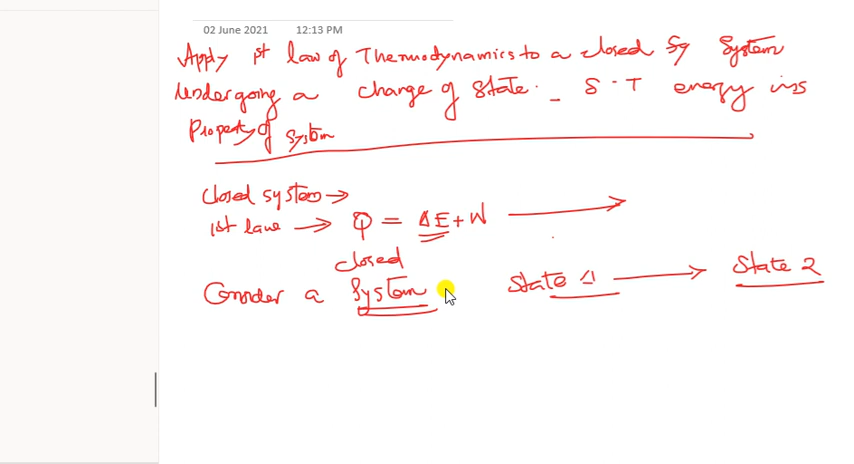 02 June 2021 12:13 PM
Apply 1st law of Thermodynamics to a closed Sy System
undergoing a change of state. - S.T energy is
Property of system
closed system →
1st law → Q = ΔE + W →
closed
Consider a System State 1 → State 2